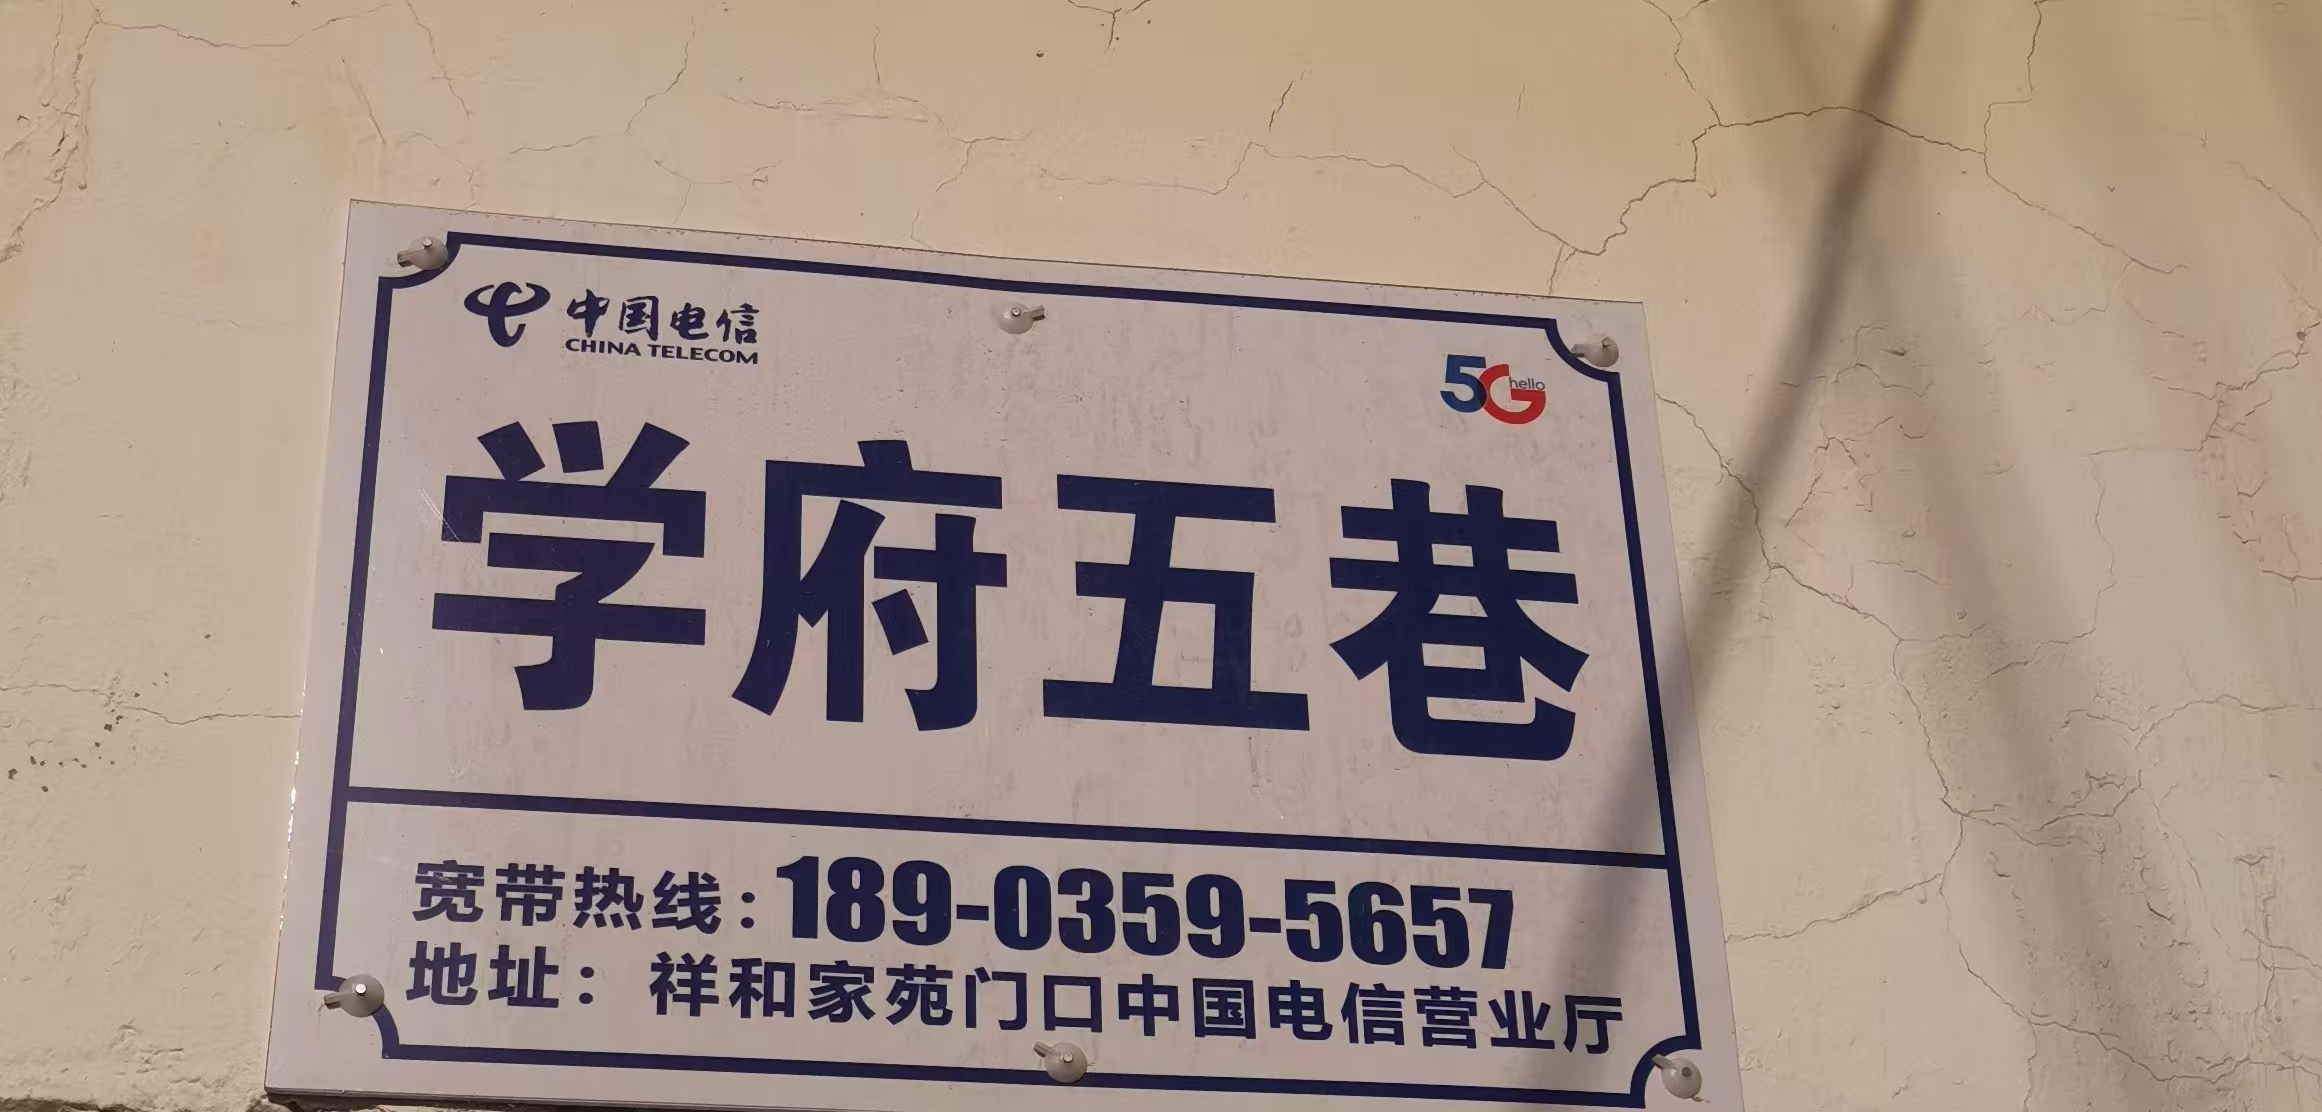 中国电信
CHINA TELECOM
5G hello
学府五巷
宽带热线：189-0359-5657
地址：祥和家苑门口中国电信营业厅